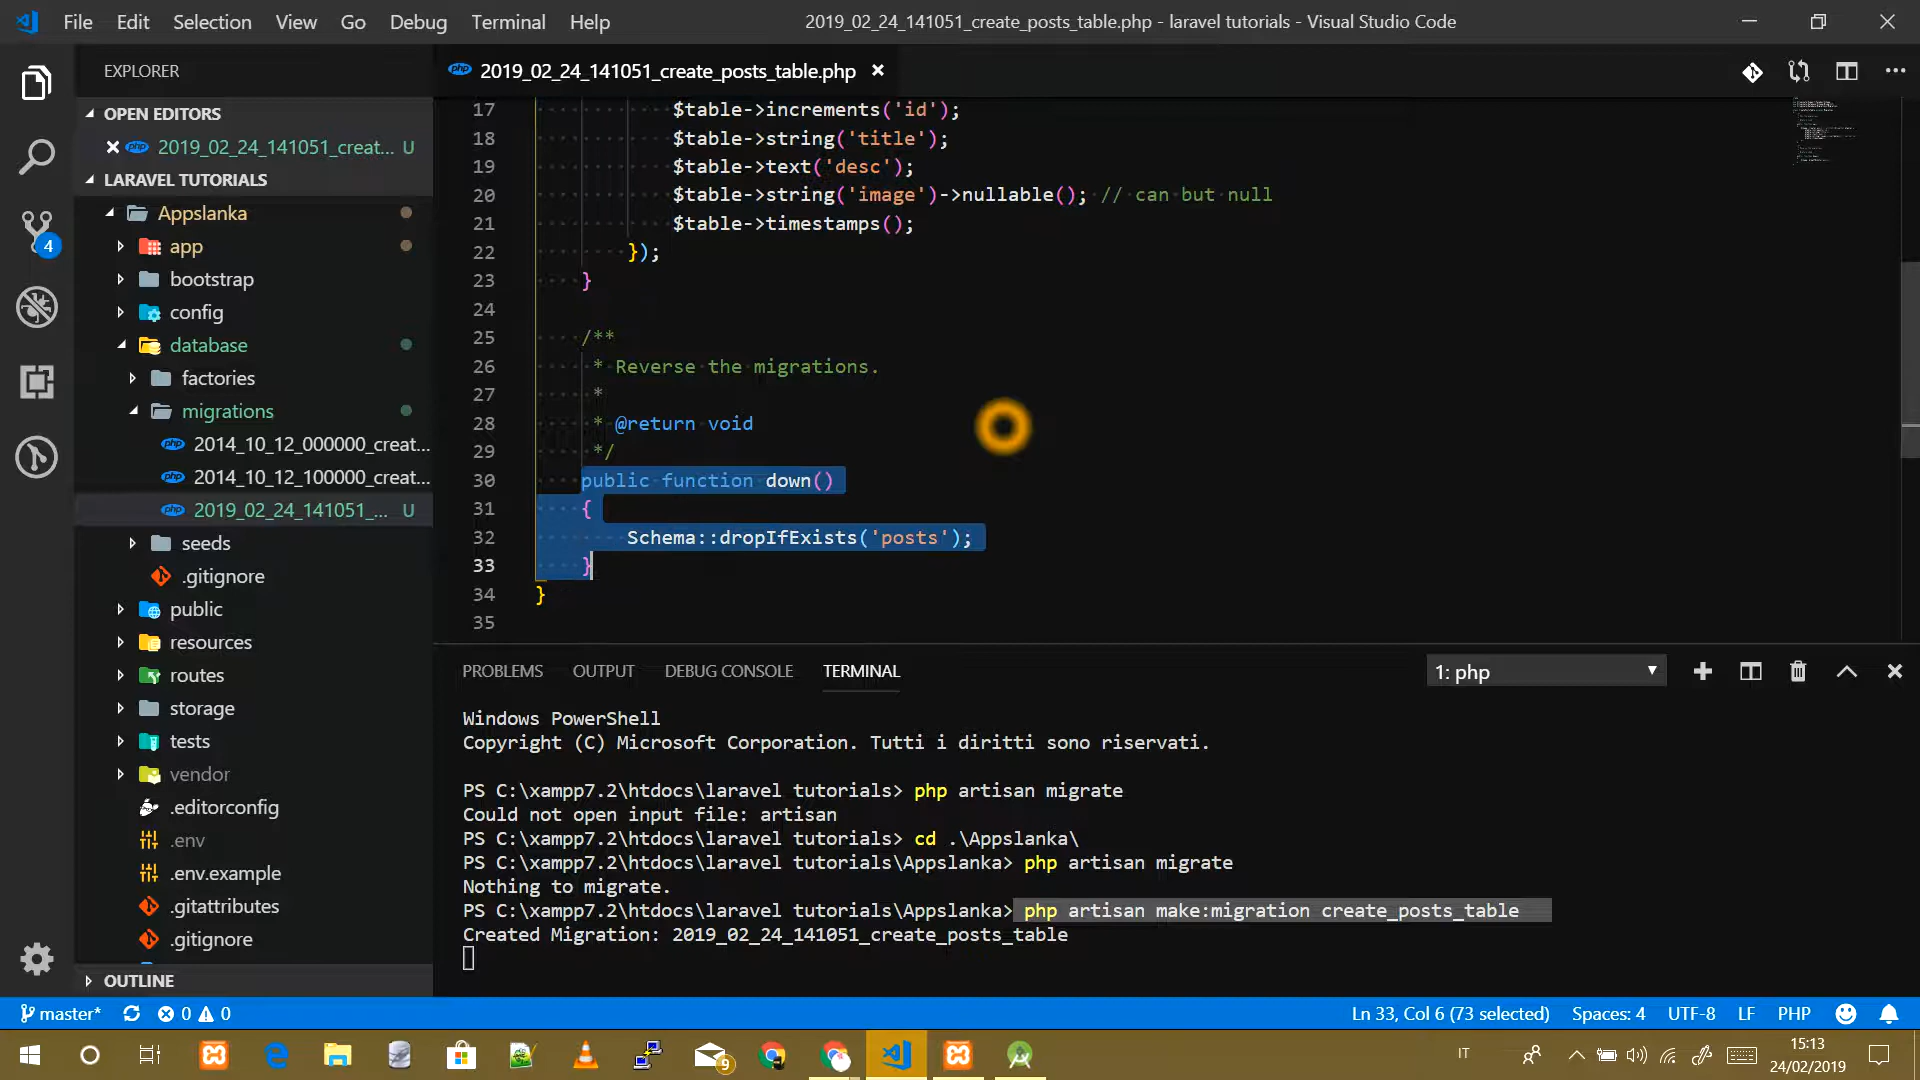 File Edit Selection View Go Debug Terminal Help
2019_02_24_141051_create_posts_table.php - laravel tutorials - Visual Studio Code
EXPLORER
OPEN EDITORS
2019_02_24_141051_creat... U
LARAVEL TUTORIALS
Appslanka
app
bootstrap
config
database
factories
migrations
2014_10_12_000000_creat...
2014_10_12_100000_creat...
2019_02_24_141051_... U
seeds
.gitignore
public
resources
routes
storage
tests
vendor
.editorconfig
.env
.env.example
.gitattributes
.gitignore
OUTLINE
4
2019_02_24_141051_create_posts_table.php
17 $table->increments('id');
18 $table->string('title');
19 $table->text('desc');
20 $table->string('image')->nullable(); // can but null
21 $table->timestamps();
22 });
23 }
24
25 /**
26 * Reverse the migrations.
27 *
28 * @return void
29 */
30 public function down()
31 {
32 Schema::dropIfExists('posts');
33 }
34 }
35
PROBLEMS OUTPUT DEBUG CONSOLE TERMINAL
1: php
Windows PowerShell
Copyright (C) Microsoft Corporation. Tutti i diritti sono riservati.
PS C:\xampp7.2\htdocs\laravel tutorials> php artisan migrate
Could not open input file: artisan
PS C:\xampp7.2\htdocs\laravel tutorials> cd .\Appslanka\
PS C:\xampp7.2\htdocs\laravel tutorials\Appslanka> php artisan migrate
Nothing to migrate.
PS C:\xampp7.2\htdocs\laravel tutorials\Appslanka> php artisan make:migration create_posts_table
Created Migration: 2019_02_24_141051_create_posts_table
master* 0 0
Ln 33, Col 6 (73 selected) Spaces: 4 UTF-8 LF PHP
9
IT
15:13
24/02/2019